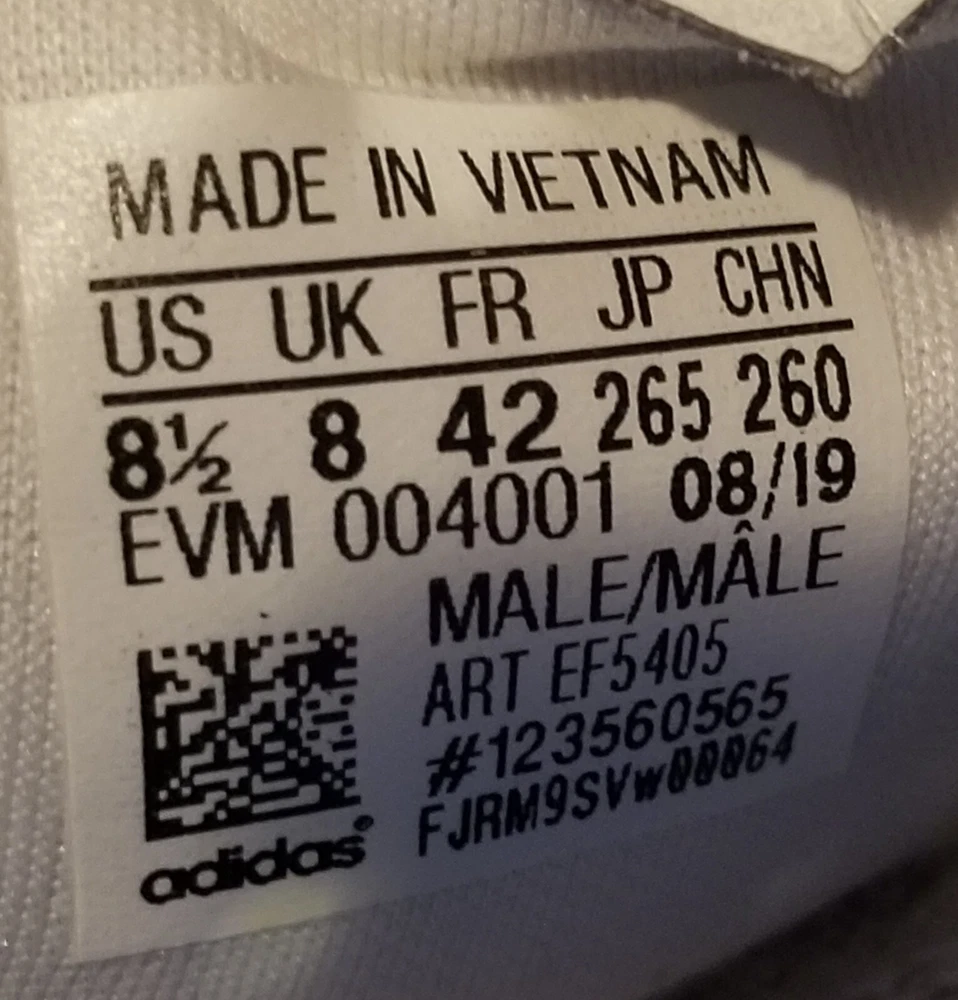 MADE IN VIETNAM
US UK FR JP CHN
8½ 8 42 265 260
EVM 004001 08/19
MALE/MÂLE
ART EF5405
#123560565
FJRM9SVw00064
adidas®